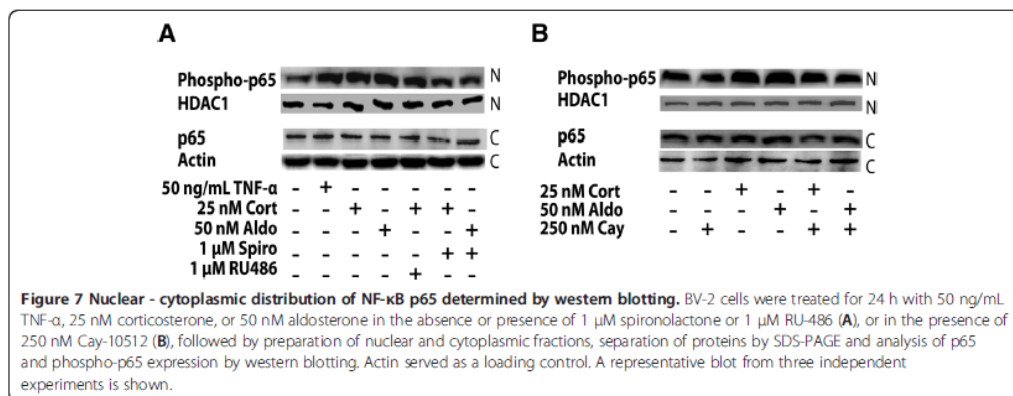 A
Phospho-p65 N
HDAC1 N
p65 C
Actin C
50 ng/mL TNF-α - + - - - - -
25 nM Cort - - + - + + -
50 nM Aldo - - - + - - +
1 µM Spiro - - - - - + +
1 µM RU486 - - - - + - -
B
Phospho-p65 N
HDAC1 N
p65 C
Actin C
25 nM Cort - - + - + -
50 nM Aldo - - - + - +
250 nM Cay - + - - + +
Figure 7 Nuclear - cytoplasmic distribution of NF-κB p65 determined by western blotting. BV-2 cells were treated for 24 h with 50 ng/mL
TNF-α, 25 nM corticosterone, or 50 nM aldosterone in the absence or presence of 1 µM spironolactone or 1 µM RU-486 (A), or in the presence of
250 nM Cay-10512 (B), followed by preparation of nuclear and cytoplasmic fractions, separation of proteins by SDS-PAGE and analysis of p65
and phospho-p65 expression by western blotting. Actin served as a loading control. A representative blot from three independent
experiments is shown.